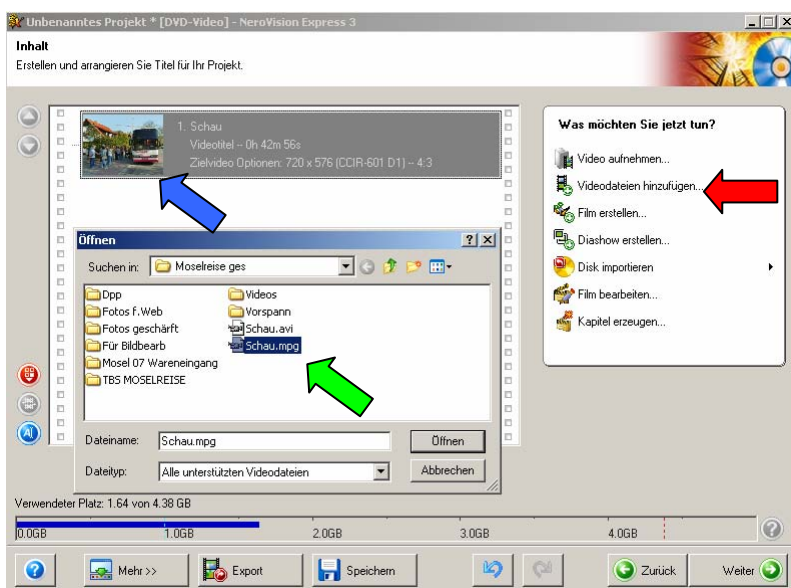 Unbenanntes Projekt * [DVD-Video] - NeroVision Express 3
Inhalt
Erstellen und arrangieren Sie Titel für Ihr Projekt.
1. Schau
Videotitel -- 0h 42m 56s
Zielvideo Optionen: 720 x 576 (CCIR-601 D1) -- 4:3
Was möchten Sie jetzt tun?
Video aufnehmen...
Videodateien hinzufügen...
Film erstellen...
Diashow erstellen...
Disk importieren
Film bearbeiten...
Kapitel erzeugen...
Öffnen
Suchen in: Moselreise ges
Dpp
Fotos f.Web
Fotos geschärft
Für Bildbearb
Mosel 07 Wareneingang
TBS MOSELREISE
Videos
Vorspann
Schau.avi
Schau.mpg
Dateiname: Schau.mpg Öffnen
Dateityp: Alle unterstützten Videodateien Abbrechen
Verwendeter Platz: 1.64 von 4.38 GB
0.0GB 1.0GB 2.0GB 3.0GB 4.0GB
Mehr >> Export Speichern Zurück Weiter